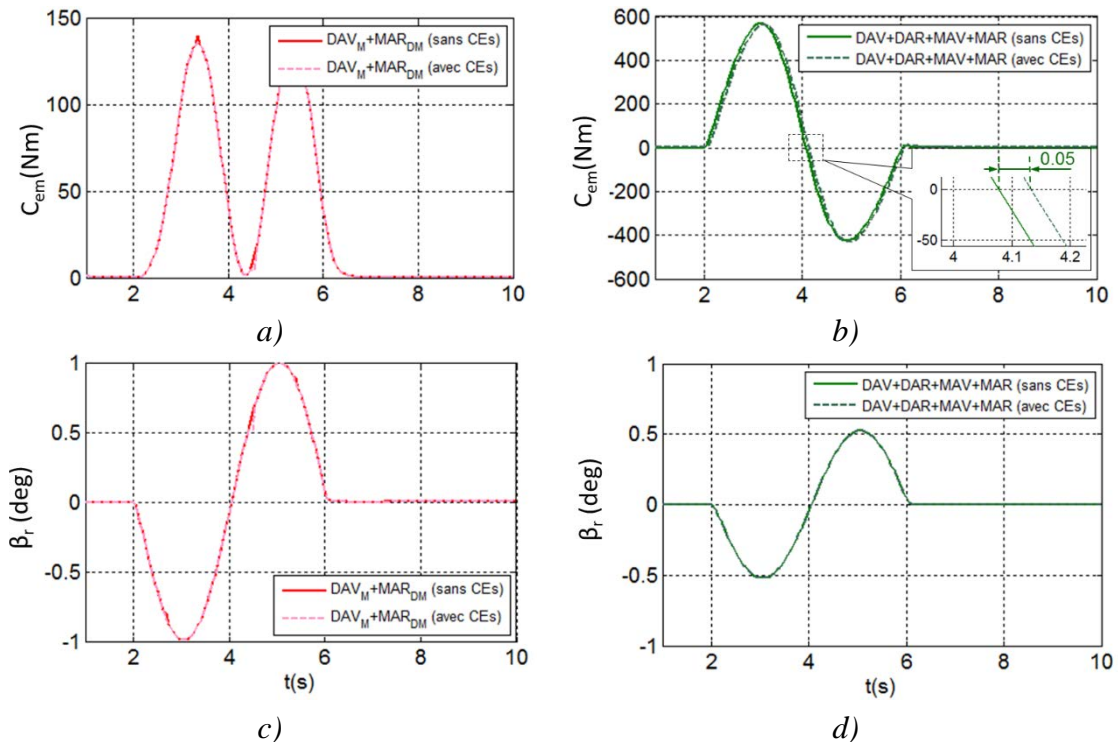 150
100
50
0
C_em(Nm)
DAV_M+MAR_DM (sans CEs)
DAV_M+MAR_DM (avec CEs)
2 4 6 8 10
a)
600
400
200
0
-200
-400
-600
C_em(Nm)
DAV+DAR+MAV+MAR (sans CEs)
DAV+DAR+MAV+MAR (avec CEs)
0.05
0
-50
4 4.1 4.2
2 4 6 8 10
b)
1
0.5
0
-0.5
-1
β_r (deg)
DAV_M+MAR_DM (sans CEs)
DAV_M+MAR_DM (avec CEs)
2 4 6 8 10
t(s)
c)
1
0.5
0
-0.5
-1
β_r (deg)
DAV+DAR+MAV+MAR (sans CEs)
DAV+DAR+MAV+MAR (avec CEs)
2 4 6 8 10
t(s)
d)